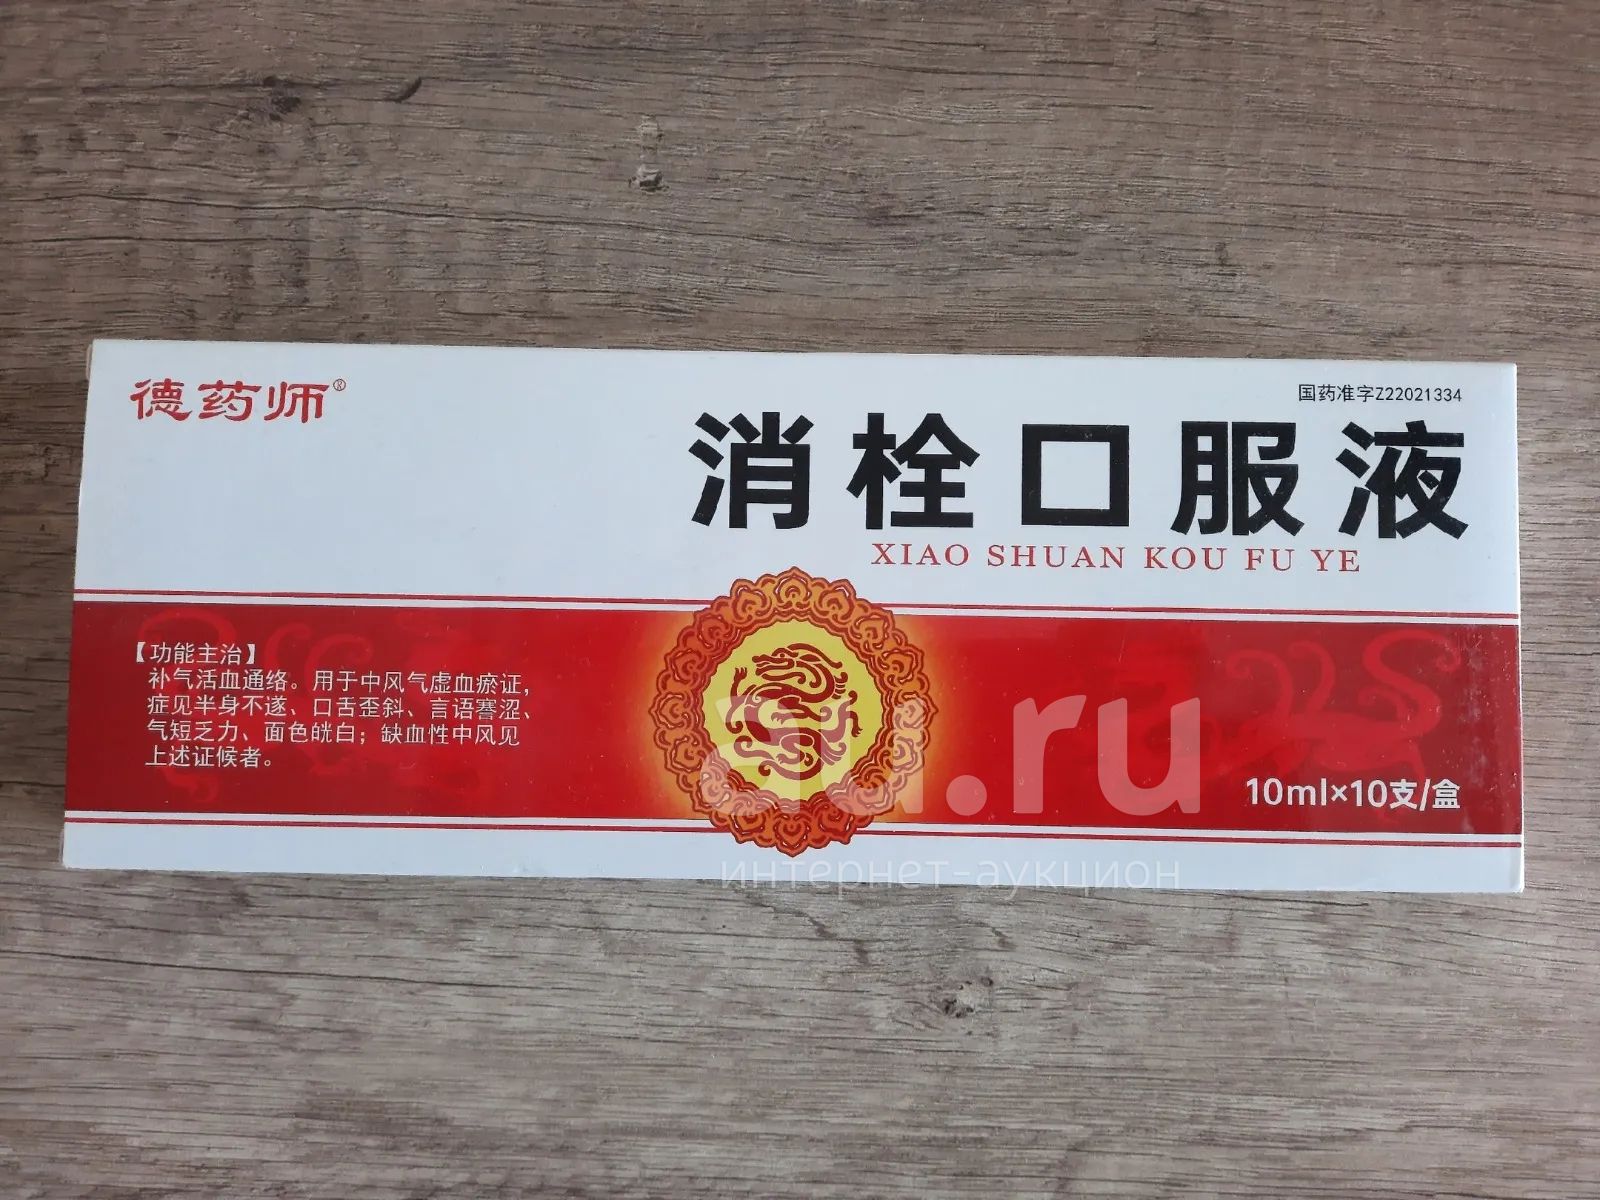 德药师®
国药准字Z22021334
消栓口服液
XIAO SHUAN KOU FU YE
【功能主治】
补气活血通络。用于中风气虚血瘀证，
症见半身不遂、口舌歪斜、言语謇涩、
气短乏力、面色㿠白；缺血性中风见
上述证候者。
10ml×10支/盒
au.ru
интернет-аукцион